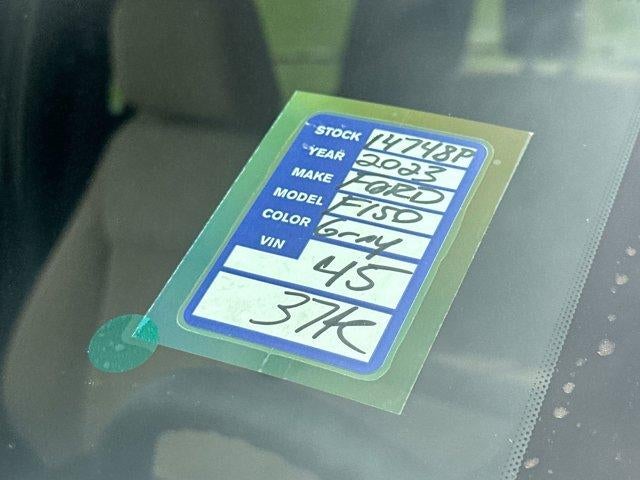 STOCK 14748P
YEAR 2023
MAKE FORD
MODEL F150
COLOR Gray
VIN 45
37K